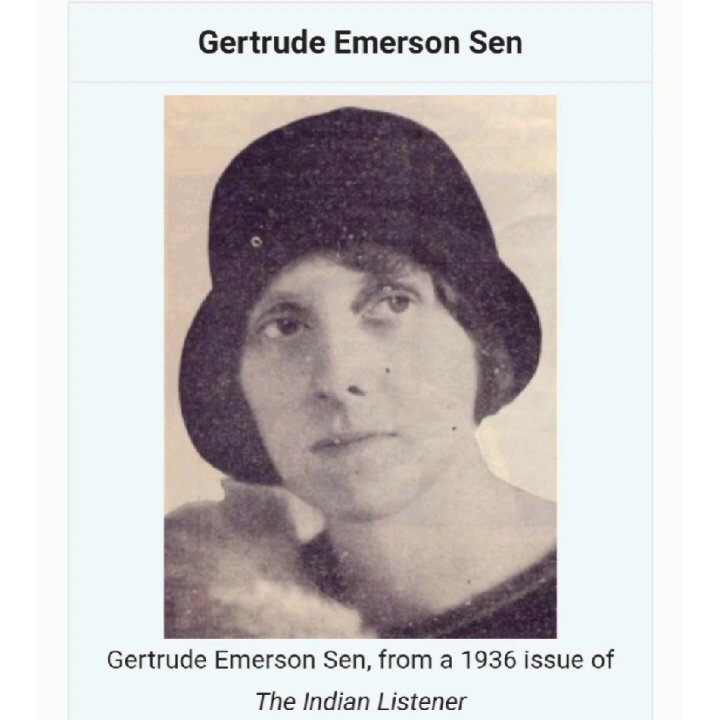 Gertrude Emerson Sen
Gertrude Emerson Sen, from a 1936 issue of
The Indian Listener